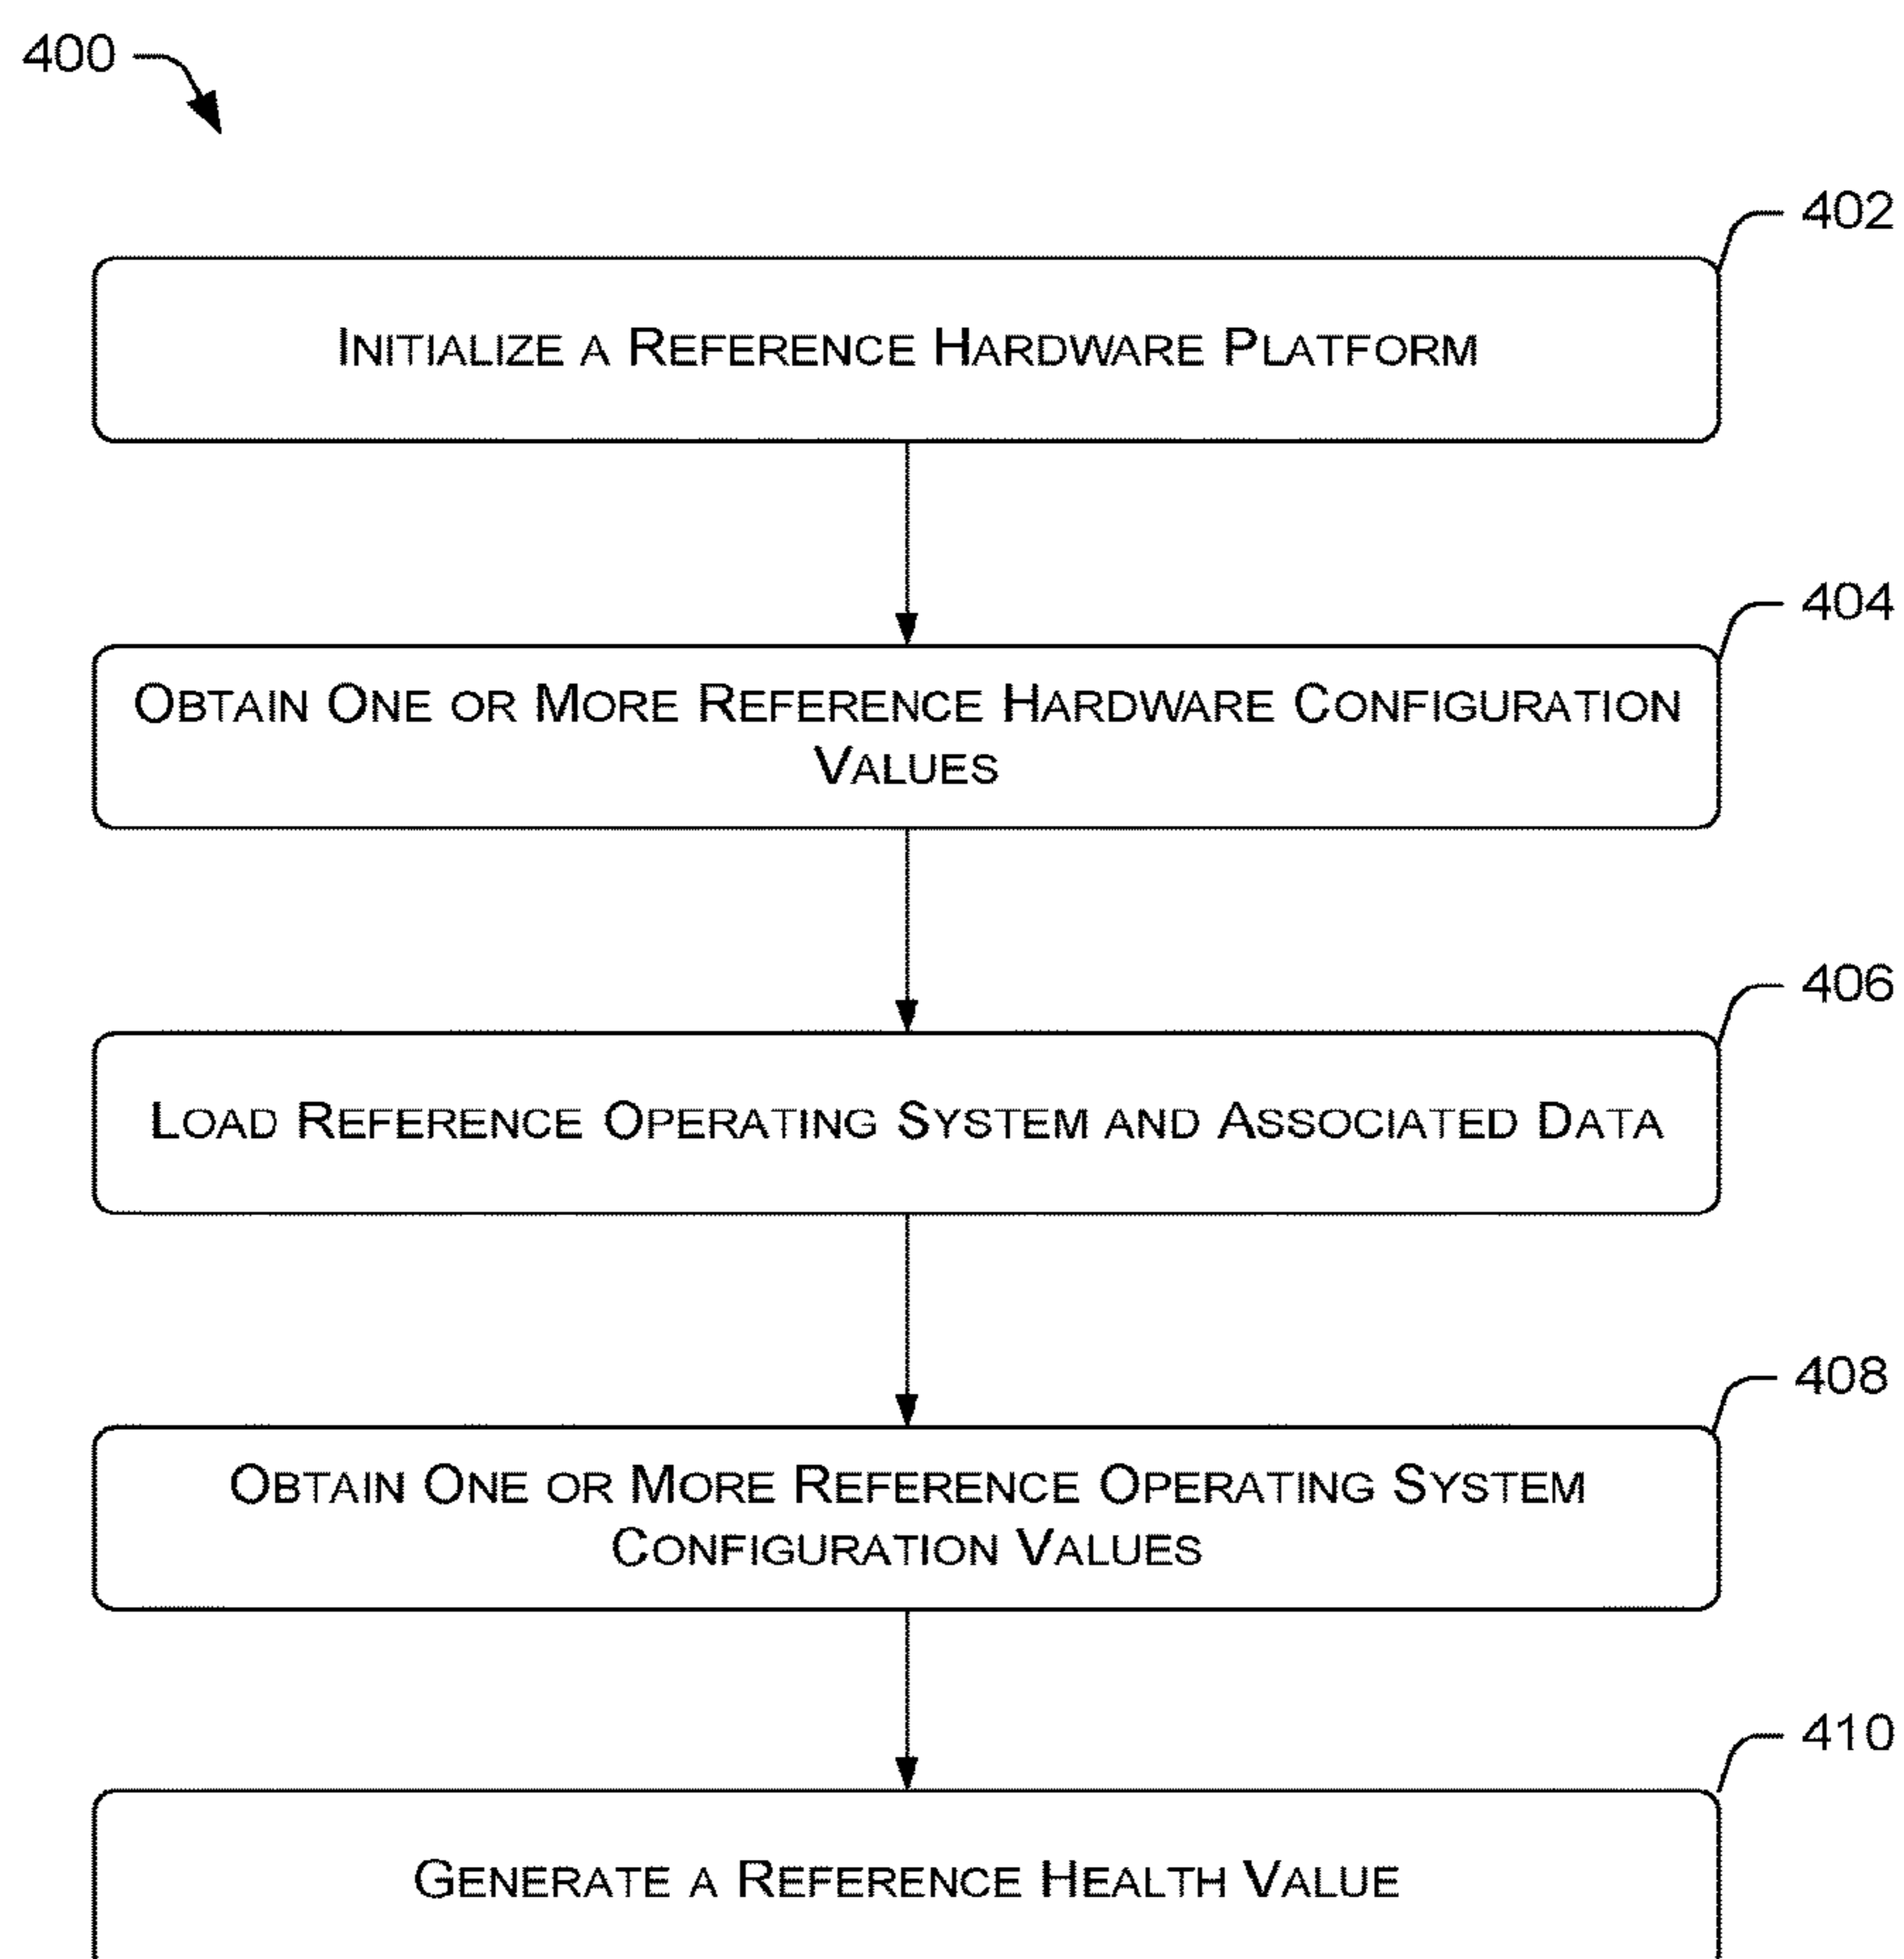 400
402
INITIALIZE A REFERENCE HARDWARE PLATFORM
404
OBTAIN ONE OR MORE REFERENCE HARDWARE CONFIGURATION
VALUES
406
LOAD REFERENCE OPERATING SYSTEM AND ASSOCIATED DATA
408
OBTAIN ONE OR MORE REFERENCE OPERATING SYSTEM
CONFIGURATION VALUES
410
GENERATE A REFERENCE HEALTH VALUE